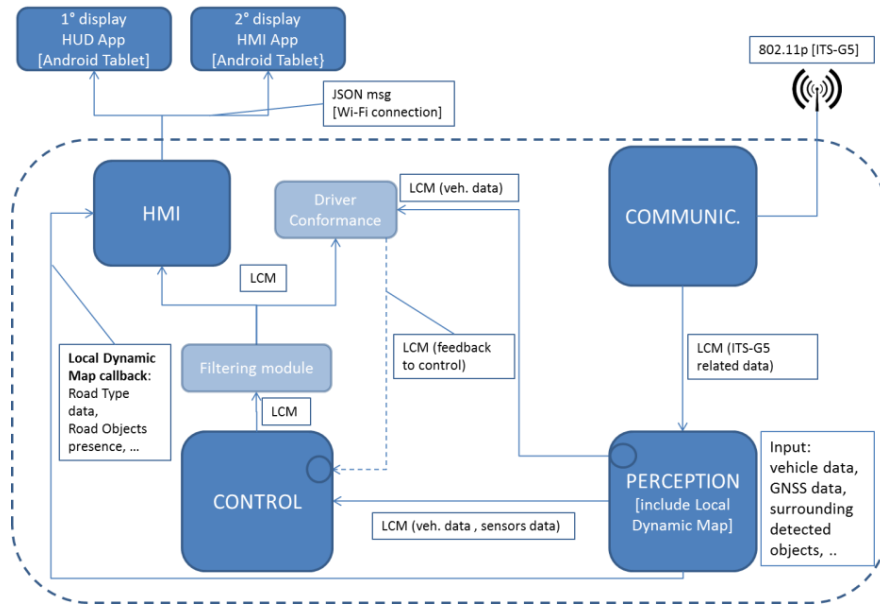 1° display
HUD App
[Android Tablet]
2° display
HMI App
[Android Tablet}
802.11p [ITS-G5]
JSON msg
[Wi-Fi connection]
HMI
Driver
Conformance
LCM (veh. data)
COMMUNIC.
LCM
Local Dynamic
Map callback:
Road Type
data,
Road Objects
presence, ...
Filtering module
LCM (feedback
to control)
LCM (ITS-G5
related data)
LCM
CONTROL
PERCEPTION
[include Local
Dynamic Map]
Input:
vehicle data,
GNSS data,
surrounding
detected
objects, ..
LCM (veh. data , sensors data)